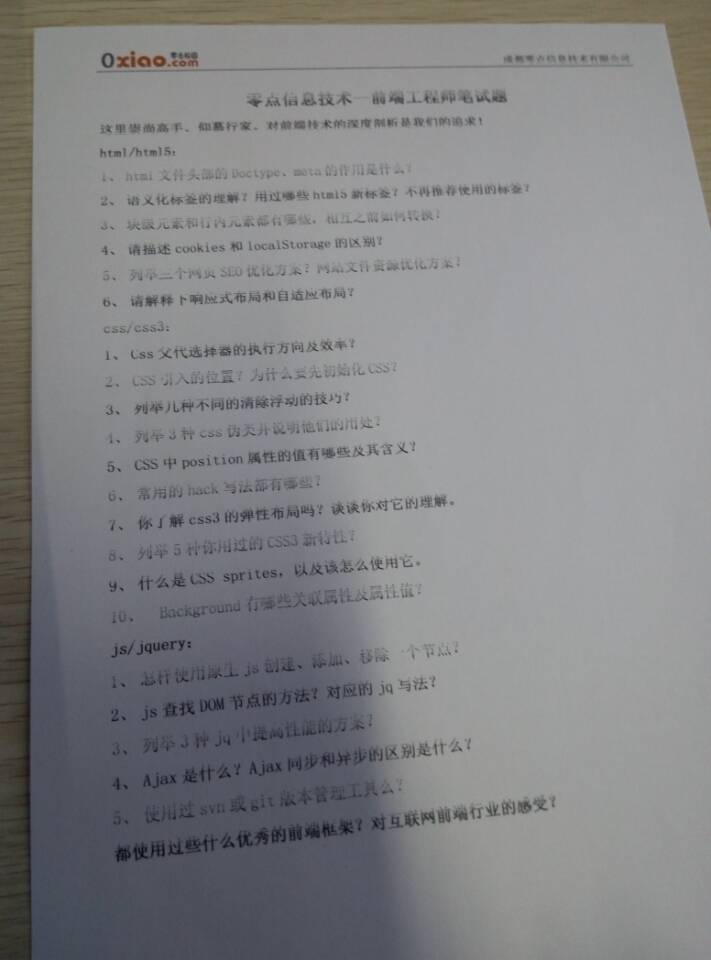 0xiao.com 零点校园
成都零点信息技术有限公司
零点信息技术—前端工程师笔试题
这里崇尚高手、仰慕行家、对前端技术的深度剖析是我们的追求！
html/html5：
1、 html 文件头部的 Doctype、meta 的作用是什么？
2、 语义化标签的理解？用过哪些 html5 新标签？不再推荐使用的标签？
3、 块级元素和行内元素都有哪些，相互之前如何转换？
4、 请描述 cookies 和 localStorage 的区别？
5、 列举三个网页 SEO 优化方案？网站文件资源优化方案？
6、 请解释下响应式布局和自适应布局？
css/css3：
1、 Css 父代选择器的执行方向及效率？
2、 CSS 引入的位置？为什么要先初始化 CSS？
3、 列举几种不同的清除浮动的技巧？
4、 列举 3 种 css 伪类并说明他们的用处？
5、 CSS 中 position 属性的值有哪些及其含义？
6、 常用的 hack 写法都有哪些？
7、 你了解 css3 的弹性布局吗？谈谈你对它的理解。
8、 列举 5 种你用过的 CSS3 新特性？
9、 什么是 CSS sprites，以及该怎么使用它。
10、 Background 有哪些关联属性及属性值？
js/jquery：
1、 怎样使用原生 js 创建、添加、移除一个节点？
2、 js 查找 DOM 节点的方法？对应的 jq 写法？
3、 列举 3 种 jq 中提高性能的方案？
4、 Ajax 是什么？Ajax 同步和异步的区别是什么？
5、 使用过 svn 或 git 版本管理工具么？
都使用过些什么优秀的前端框架？对互联网前端行业的感受？